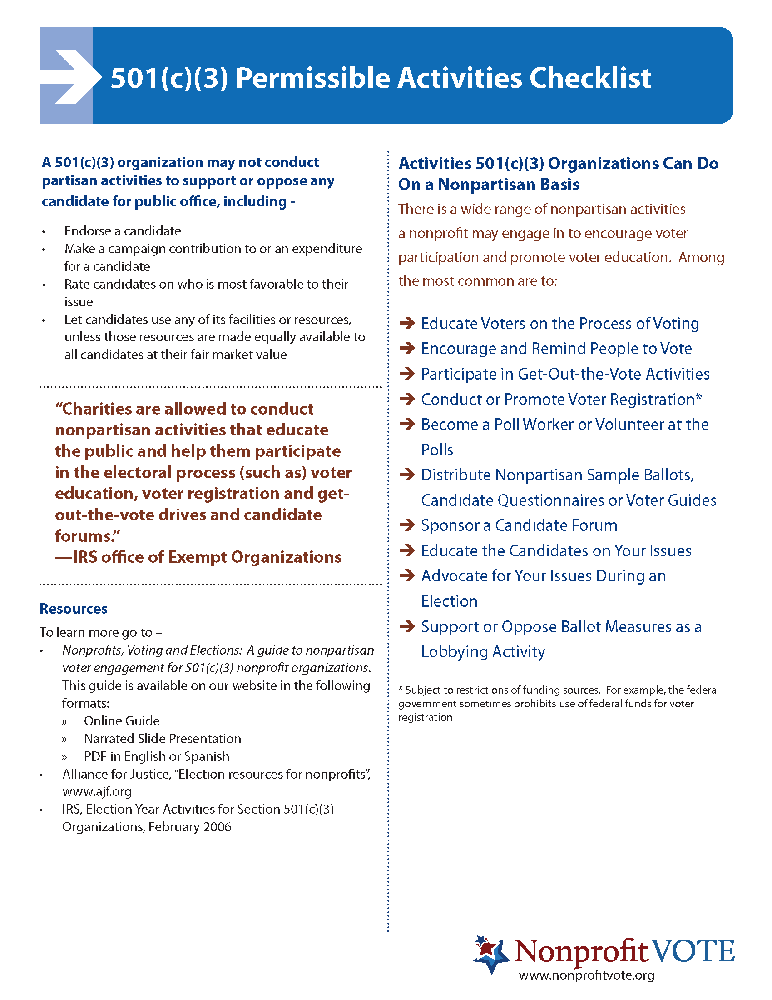 501(c)(3) Permissible Activities Checklist
A 501(c)(3) organization may not conduct
partisan activities to support or oppose any
candidate for public office, including -
• Endorse a candidate
• Make a campaign contribution to or an expenditure
for a candidate
• Rate candidates on who is most favorable to their
issue
• Let candidates use any of its facilities or resources,
unless those resources are made equally available to
all candidates at their fair market value
“Charities are allowed to conduct
nonpartisan activities that educate
the public and help them participate
in the electoral process (such as) voter
education, voter registration and get-
out-the-vote drives and candidate
forums.”
—IRS office of Exempt Organizations
Resources
To learn more go to –
• Nonprofits, Voting and Elections: A guide to nonpartisan
voter engagement for 501(c)(3) nonprofit organizations.
This guide is available on our website in the following
formats:
» Online Guide
» Narrated Slide Presentation
» PDF in English or Spanish
• Alliance for Justice, “Election resources for nonprofits”,
www.ajf.org
• IRS, Election Year Activities for Section 501(c)(3)
Organizations, February 2006
Activities 501(c)(3) Organizations Can Do
On a Nonpartisan Basis
There is a wide range of nonpartisan activities
a nonprofit may engage in to encourage voter
participation and promote voter education. Among
the most common are to:
➔ Educate Voters on the Process of Voting
➔ Encourage and Remind People to Vote
➔ Participate in Get-Out-the-Vote Activities
➔ Conduct or Promote Voter Registration*
➔ Become a Poll Worker or Volunteer at the
Polls
➔ Distribute Nonpartisan Sample Ballots,
Candidate Questionnaires or Voter Guides
➔ Sponsor a Candidate Forum
➔ Educate the Candidates on Your Issues
➔ Advocate for Your Issues During an
Election
➔ Support or Oppose Ballot Measures as a
Lobbying Activity
* Subject to restrictions of funding sources. For example, the federal
government sometimes prohibits use of federal funds for voter
registration.
Nonprofit VOTE
www.nonprofitvote.org